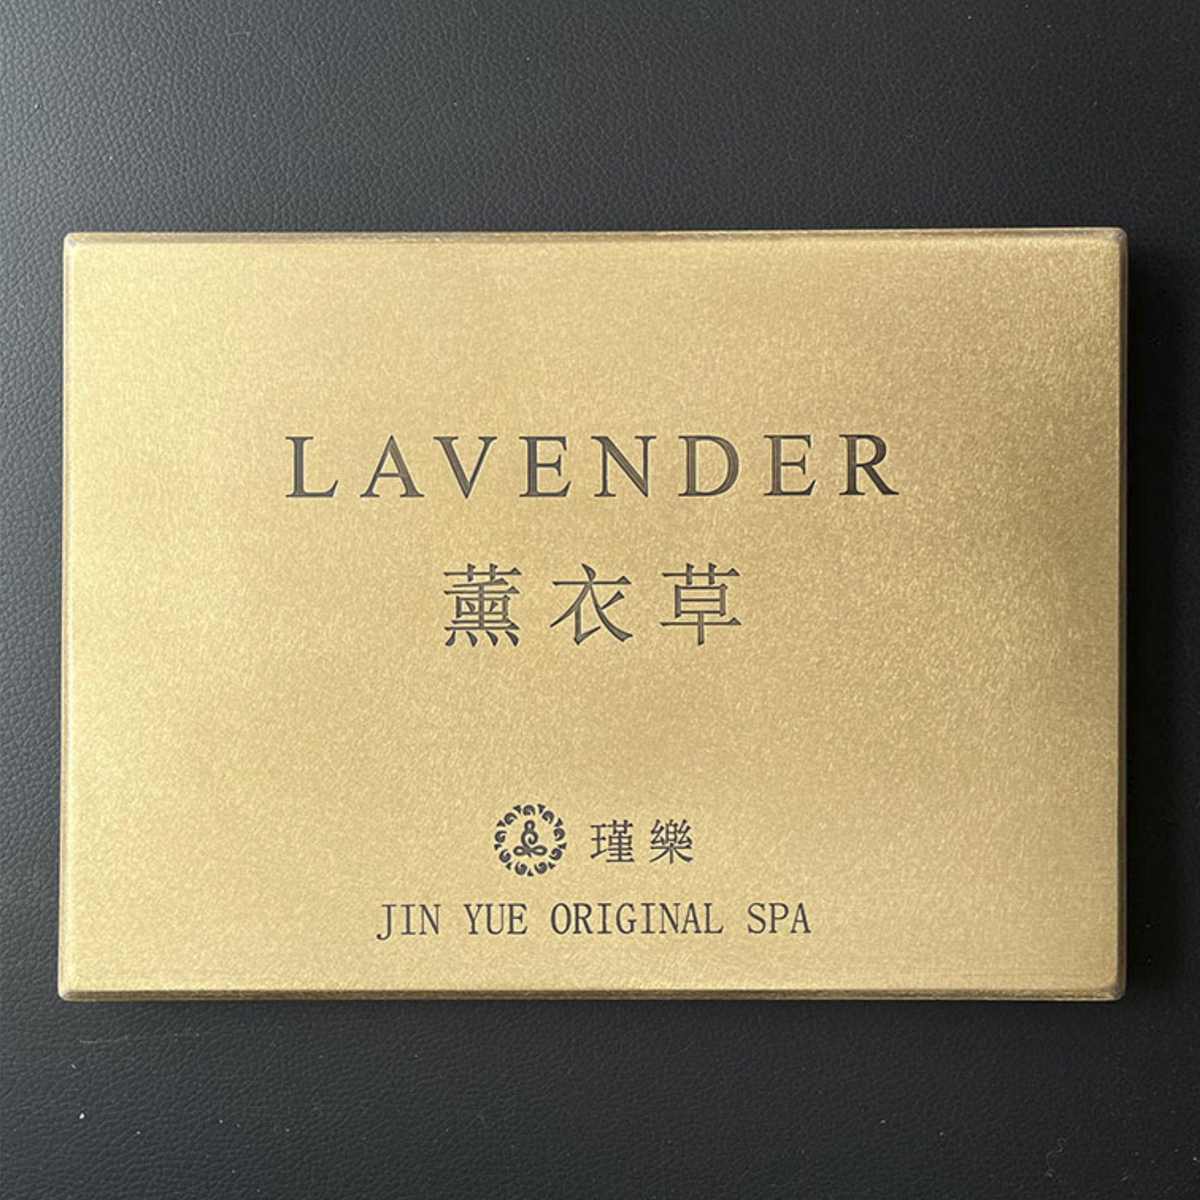 LAVENDER
薰衣草
瑾樂
JIN YUE ORIGINAL SPA